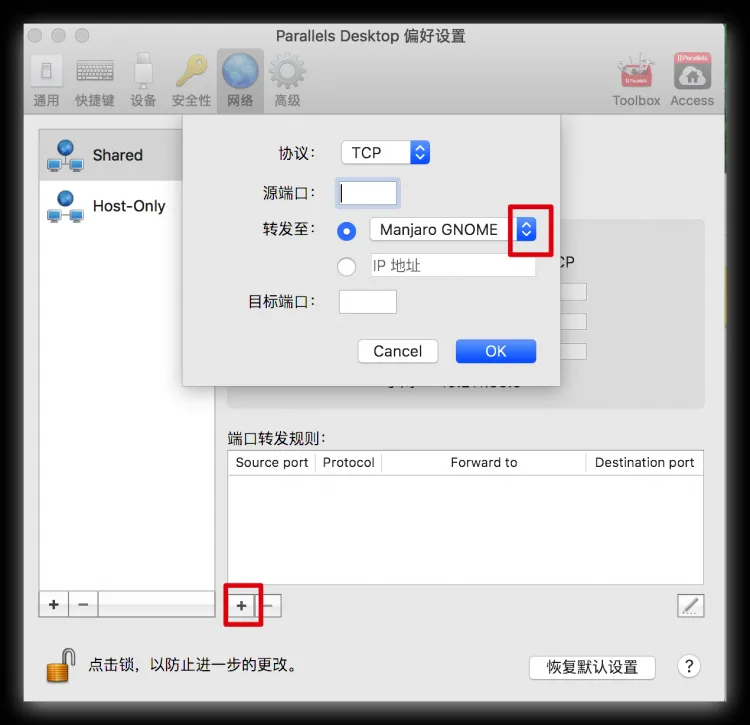 Parallels Desktop 偏好设置
通用 快捷键 设备 安全性 网络 高级 Toolbox Access
Shared
Host-Only
协议: TCP
源端口:
转发至: Manjaro GNOME
IP 地址
目标端口:
Cancel OK
端口转发规则:
Source port Protocol Forward to Destination port
点击锁，以防止进一步的更改。
恢复默认设置 ?